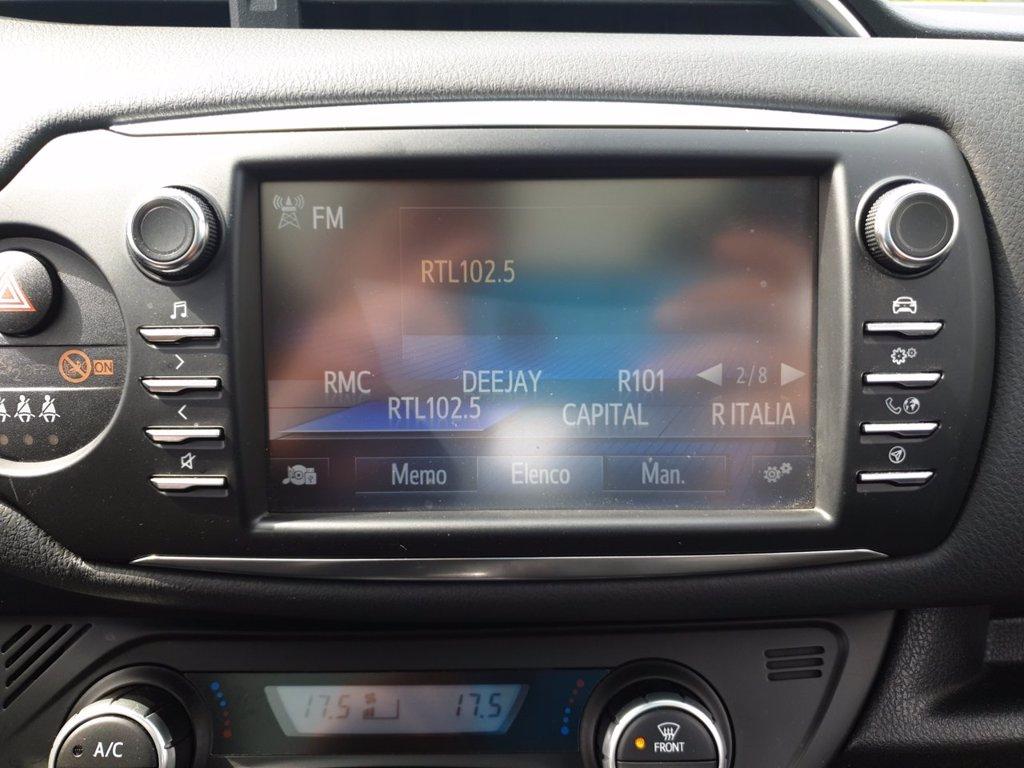 FM
RTL102.5
RMC DEEJAY R101 2/8
RTL102.5 CAPITAL R ITALIA
Memo Elenco Man.
OFF ON
17.5 17.5
A/C
FRONT